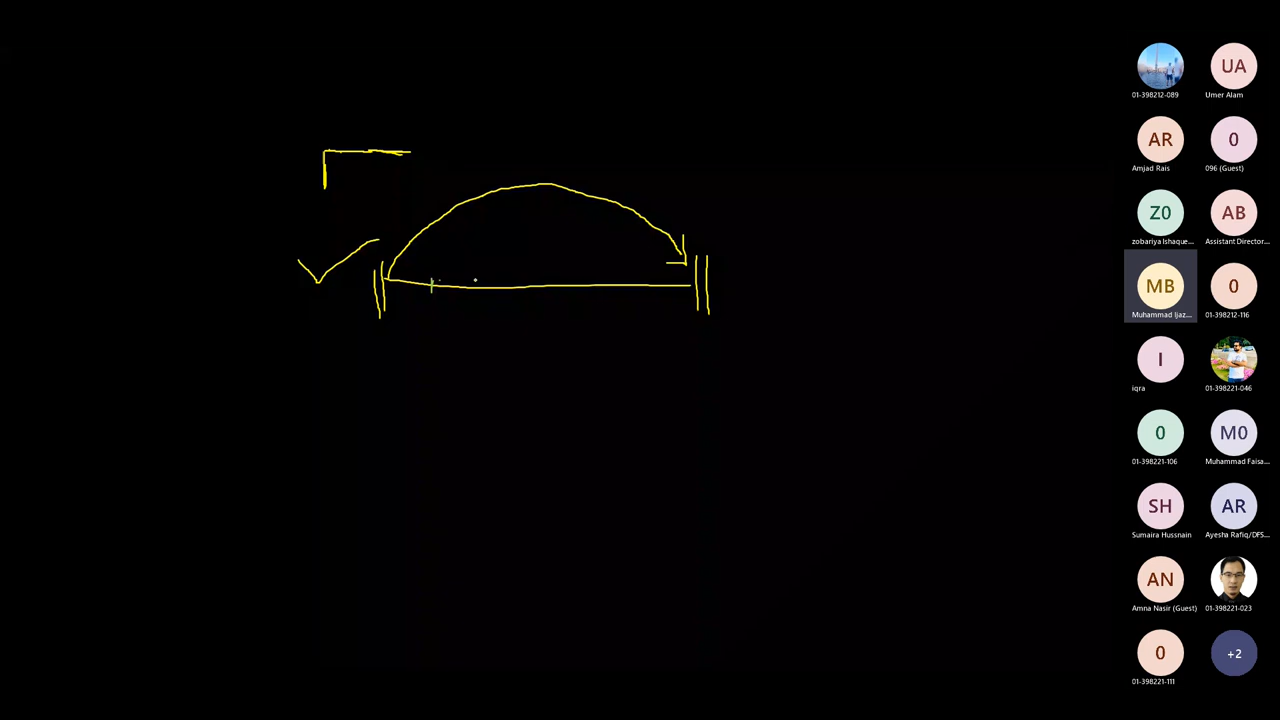 UA
01-398212-089 Umer Alam
AR 0
Amjad Rais 096 (Guest)
Z0 AB
zobariya Ishaque... Assistant Director...
MB 0
Muhammad Ijaz... 01-398212-116
I
iqra 01-398221-046
0 M0
01-398221-106 Muhammad Faisa...
SH AR
Sumaira Hussnain Ayesha Rafiq/DFS...
AN
Amna Nasir (Guest) 01-398221-023
0 +2
01-398221-111